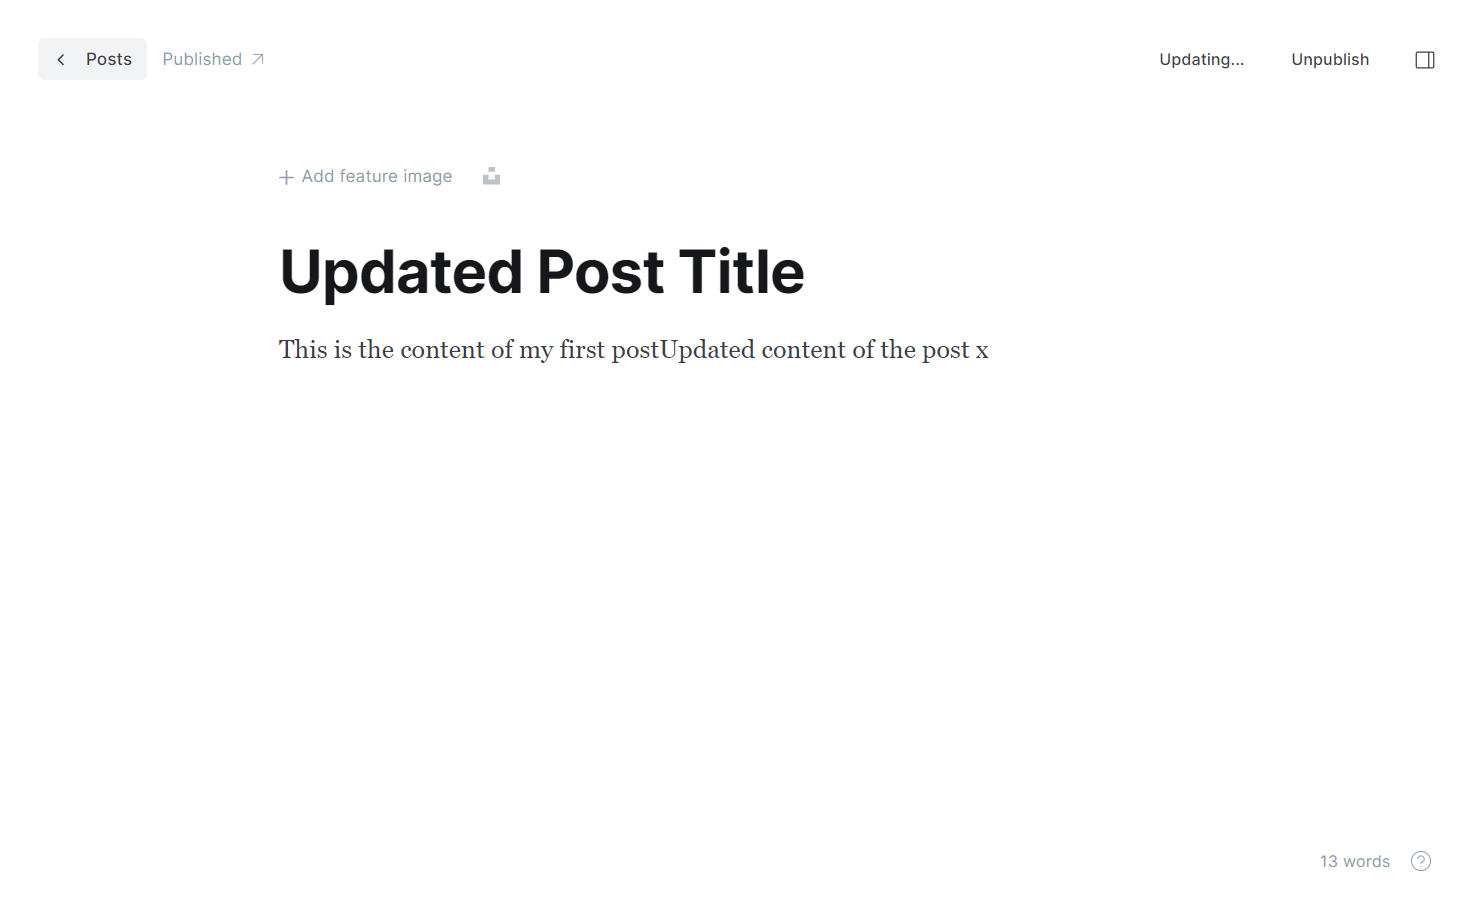 Posts
Published
Updating...
Unpublish
Add feature image
Updated Post Title
This is the content of my first postUpdated content of the post x
13 words